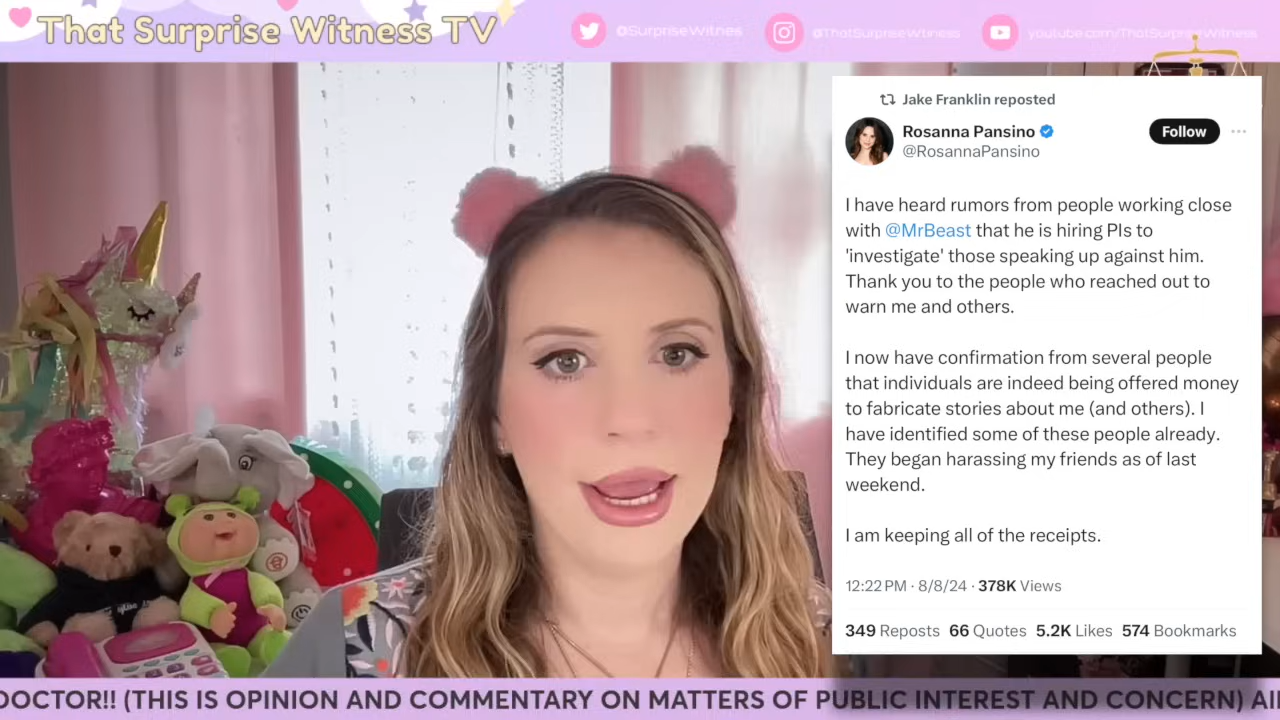 That Surprise Witness TV
@SurpriseWitnes
@ThatSurpriseWtiness
youtube.com/ThatSurpriseWitness
Jake Franklin reposted
Rosanna Pansino
@RosannaPansino
Follow
I have heard rumors from people working close
with @MrBeast that he is hiring PIs to
'investigate' those speaking up against him.
Thank you to the people who reached out to
warn me and others.
I now have confirmation from several people
that individuals are indeed being offered money
to fabricate stories about me (and others). I
have identified some of these people already.
They began harassing my friends as of last
weekend.
I am keeping all of the receipts.
12:22 PM · 8/8/24 · 378K Views
349 Reposts 66 Quotes 5.2K Likes 574 Bookmarks
DOCTOR!! (THIS IS OPINION AND COMMENTARY ON MATTERS OF PUBLIC INTEREST AND CONCERN)